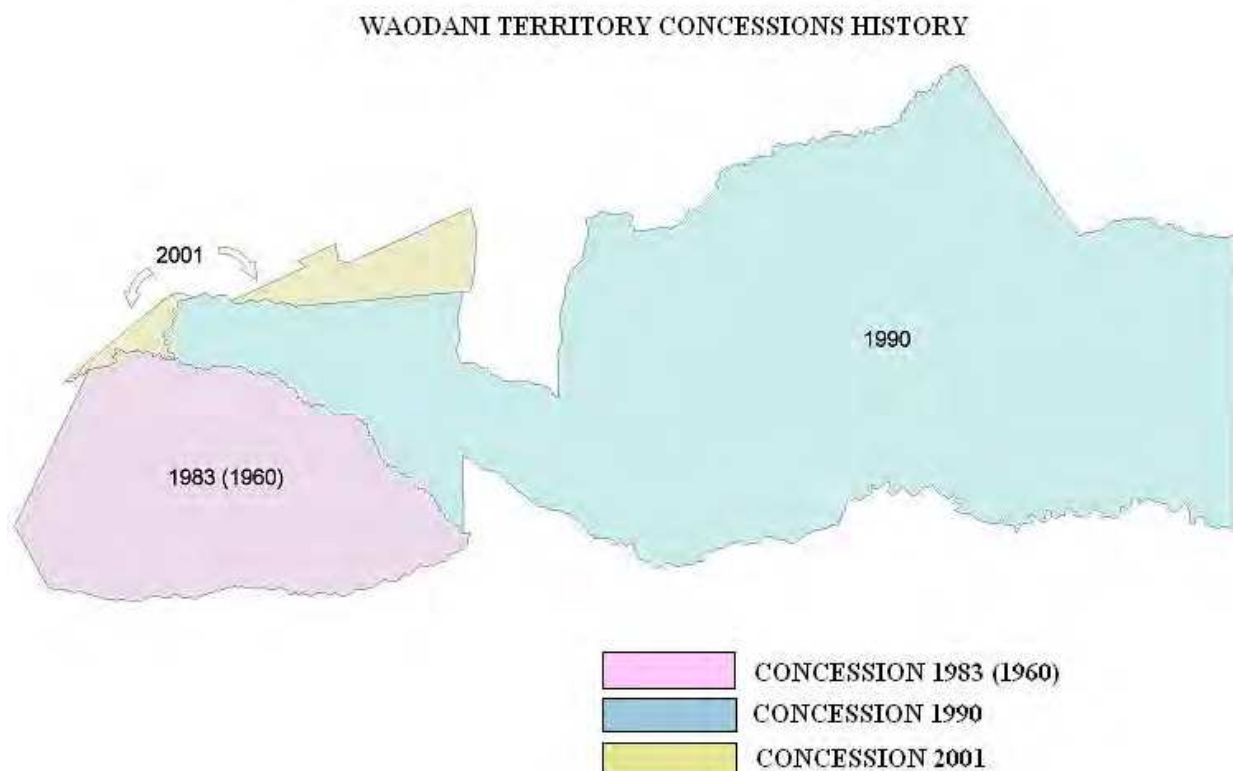 WAODANI TERRITORY CONCESSIONS HISTORY
2001
1990
1983 (1960)
CONCESSION 1983 (1960)
CONCESSION 1990
CONCESSION 2001